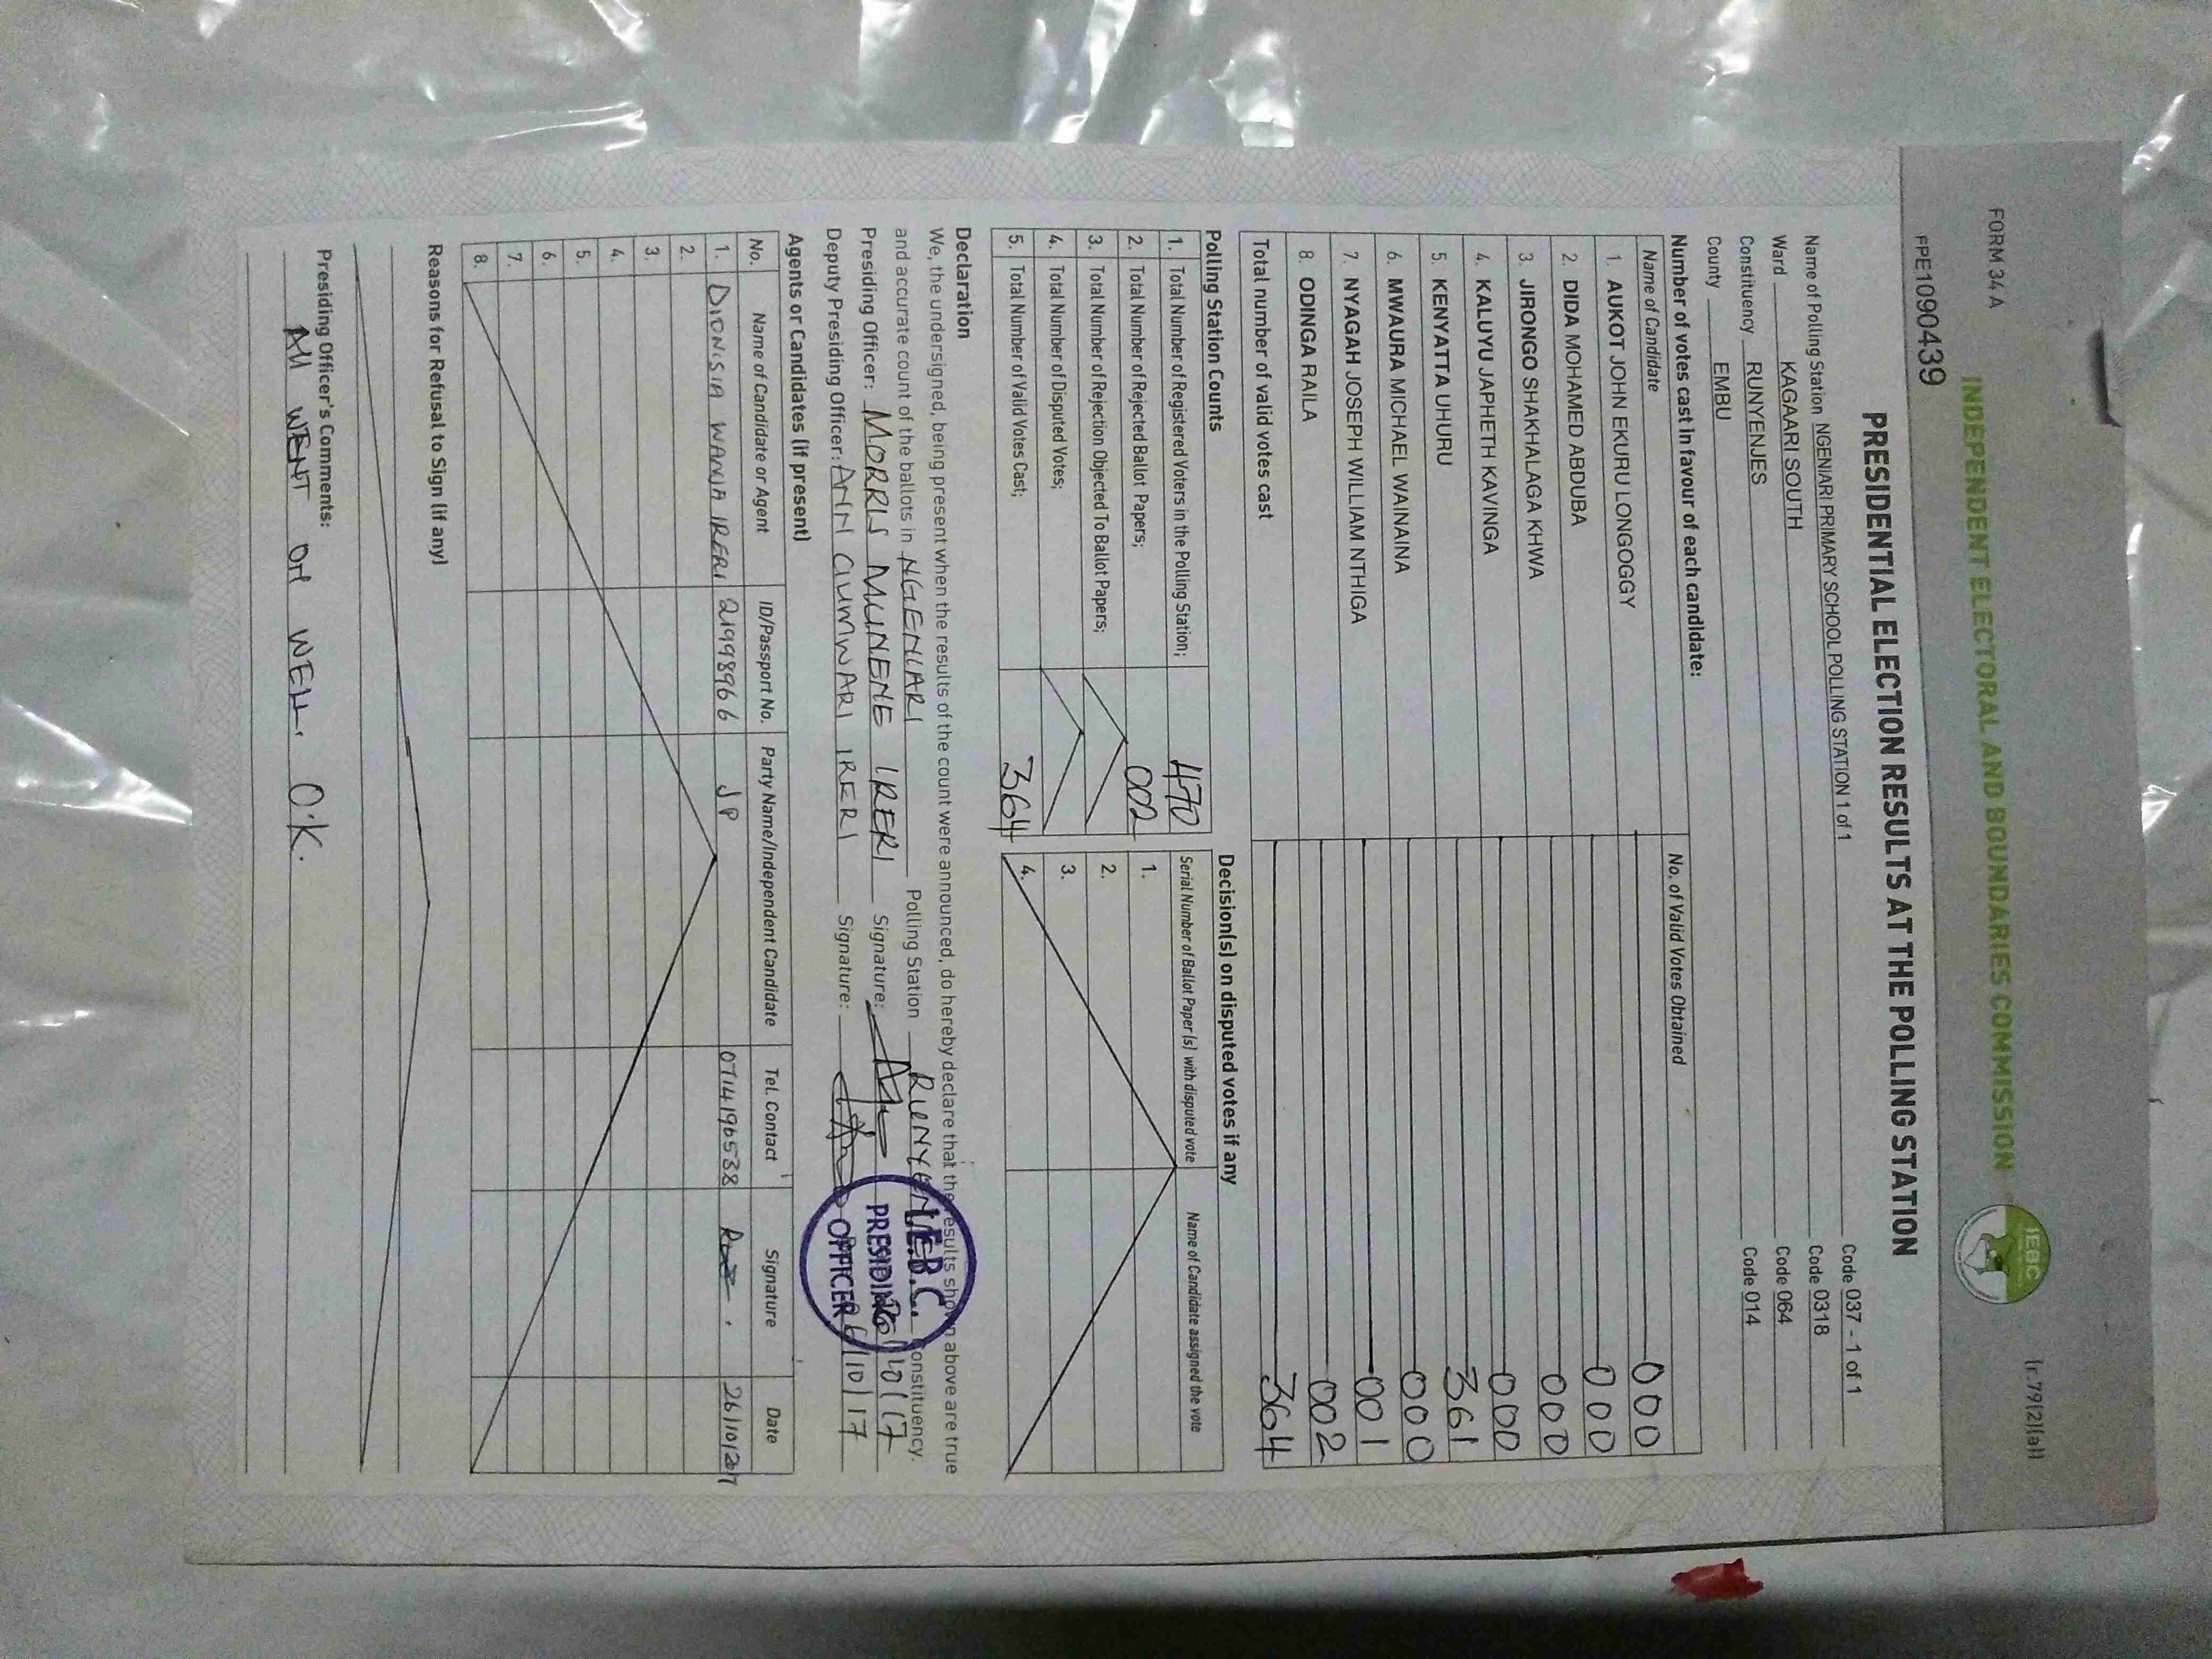 FORM 34 A
(r.79(2)(a))
INDEPENDENT ELECTORAL AND BOUNDARIES COMMISSION
IEBC
PPE1090439
PRESIDENTIAL ELECTION RESULTS AT THE POLLING STATION
Name of Polling Station NGENIARI PRIMARY SCHOOL POLLING STATION 1 of 1 Code 037 - 1 of 1
Ward KAGAARI SOUTH Code 0318
Constituency RUNYENJES Code 064
County EMBU Code 014
Number of votes cast in favour of each candidate:
Name of Candidate No. of Valid Votes Obtained
1. AUKOT JOHN EKURU LONGOGGY 000
2. DIDA MOHAMED ABDUBA 000
3. JIRONGO SHAKHALAGA KHWA 000
4. KALUYU JAPHETH KAVINGA 000
5. KENYATTA UHURU 361
6. MWAURA MICHAEL WAINAINA 000
7. NYAGAH JOSEPH WILLIAM NTHIGA 001
8. ODINGA RAILA 002
Total number of valid votes cast 364
Polling Station Counts
1. Total Number of Registered Voters in the Polling Station; 470
2. Total Number of Rejected Ballot Papers; 002
3. Total Number of Rejection Objected To Ballot Papers;
4. Total Number of Disputed Votes;
5. Total Number of Valid Votes Cast; 364
Decision(s) on disputed votes if any
Serial Number of Ballot Paper(s) with disputed vote Name of Candidate assigned the vote
1.
2.
3.
4.
Declaration
We, the undersigned, being present when the results of the count were announced, do hereby declare that the results shown above are true
and accurate count of the ballots in NGENIARI Polling Station RUNYENJES Constituency.
Presiding Officer: MORRIS MUNENE IRERI Signature: 26/10/17
Deputy Presiding Officer: ANN CIUMWARI IRERI Signature: 26/10/17
I.E.B.C.
PRESIDING
OFFICER
Agents or Candidates (if present)
No. Name of Candidate or Agent ID/Passport No. Party Name/Independent Candidate Tel. Contact Signature Date
1. DIONISIA WANJA IRERI 21998966 JP 0714196538 26/10/2017
2.
3.
4.
5.
6.
7.
8.
Reasons for Refusal to Sign (if any)
Presiding Officer's Comments:
All WENT ON WELL. O.K.